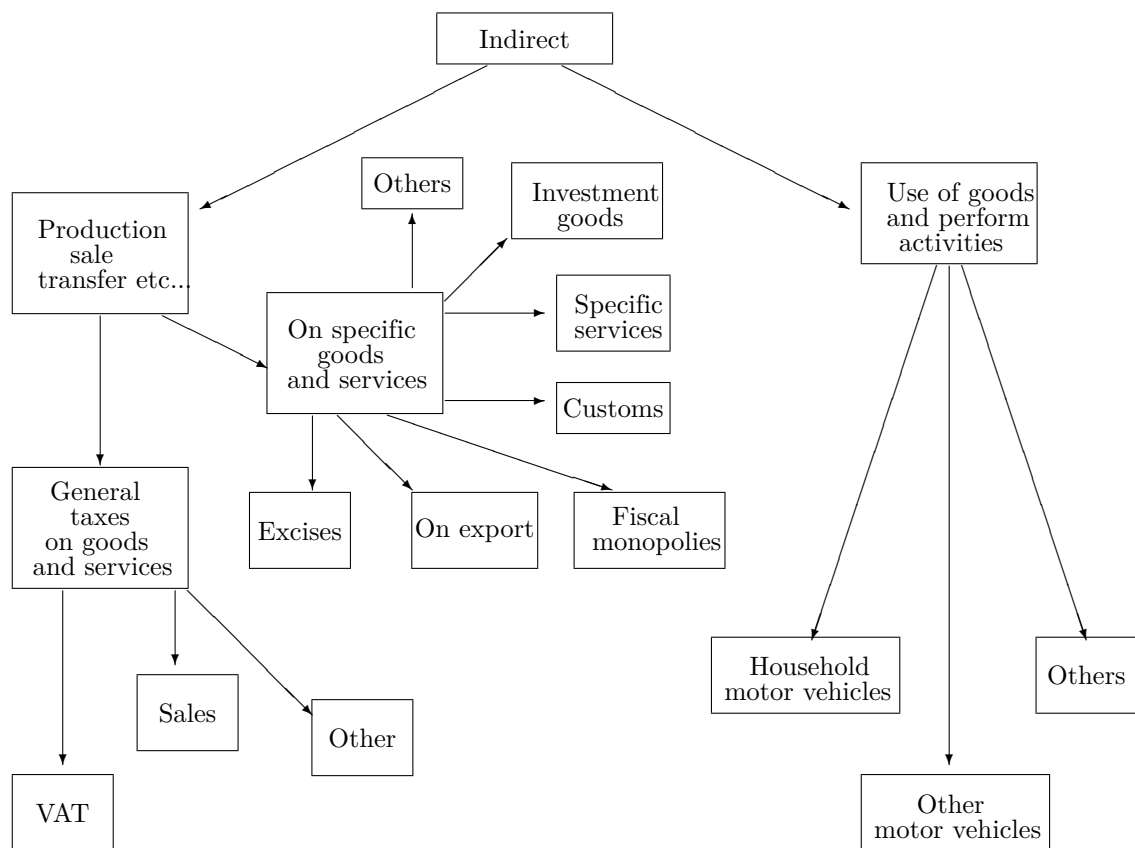 Indirect
Others
Investment
goods
Use of goods
and perform
activities
Production
sale
transfer etc...
On specific
goods
and services
Specific
services
Customs
General
taxes
on goods
and services
Excises
On export
Fiscal
monopolies
Household
motor vehicles
Others
Sales
Other
VAT
Other
motor vehicles